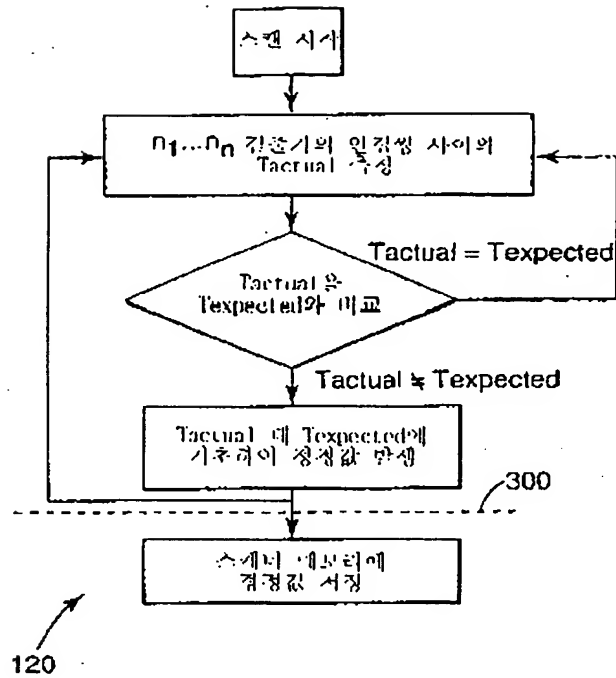 스캔 시작
n1...nn 검출기의 인접쌍 사이의
Tactual 측정
Tactual = Texpected
Tactual을
Texpected와 비교
Tactual ≒ Texpected
Tactual 대 Texpected에
기초하여 정정값 발생
300
스캐너 메모리에
정정값 저장
120